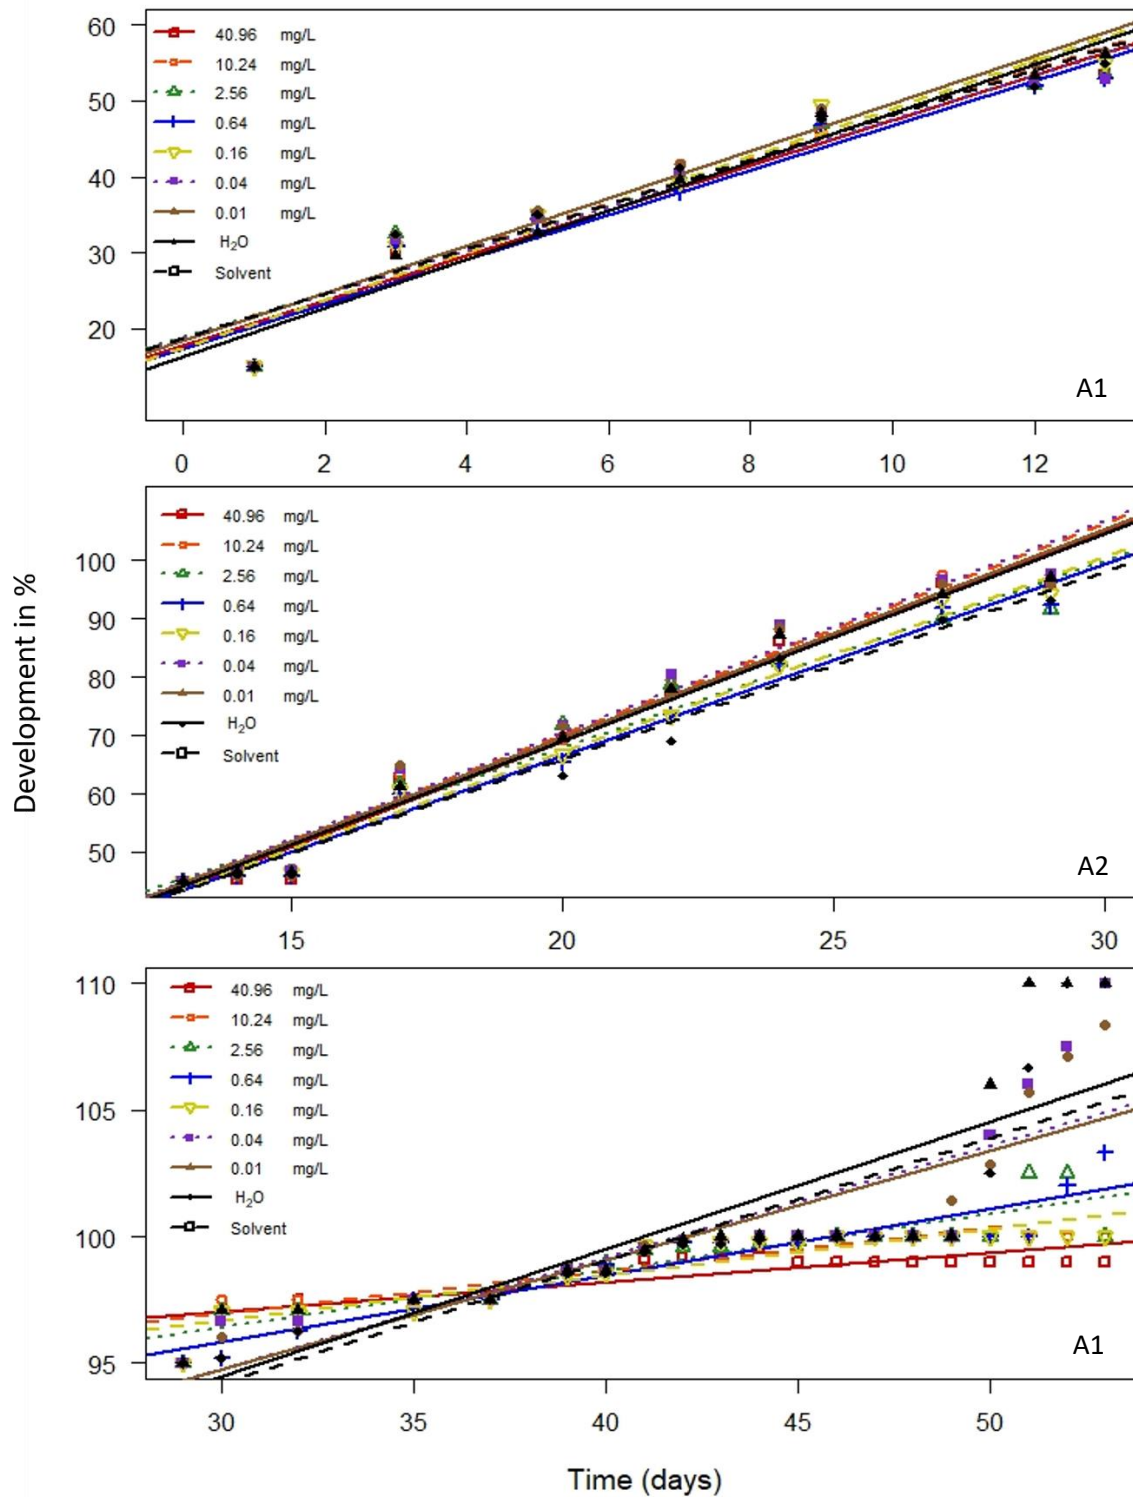 60
50
40
30
20
40.96 mg/L
10.24 mg/L
2.56 mg/L
0.64 mg/L
0.16 mg/L
0.04 mg/L
0.01 mg/L
H₂O
Solvent
A1
0 2 4 6 8 10 12
Development in %
100
90
80
70
60
50
40.96 mg/L
10.24 mg/L
2.56 mg/L
0.64 mg/L
0.16 mg/L
0.04 mg/L
0.01 mg/L
H₂O
Solvent
A2
15 20 25 30
110
105
100
95
40.96 mg/L
10.24 mg/L
2.56 mg/L
0.64 mg/L
0.16 mg/L
0.04 mg/L
0.01 mg/L
H₂O
Solvent
A1
30 35 40 45 50
Time (days)